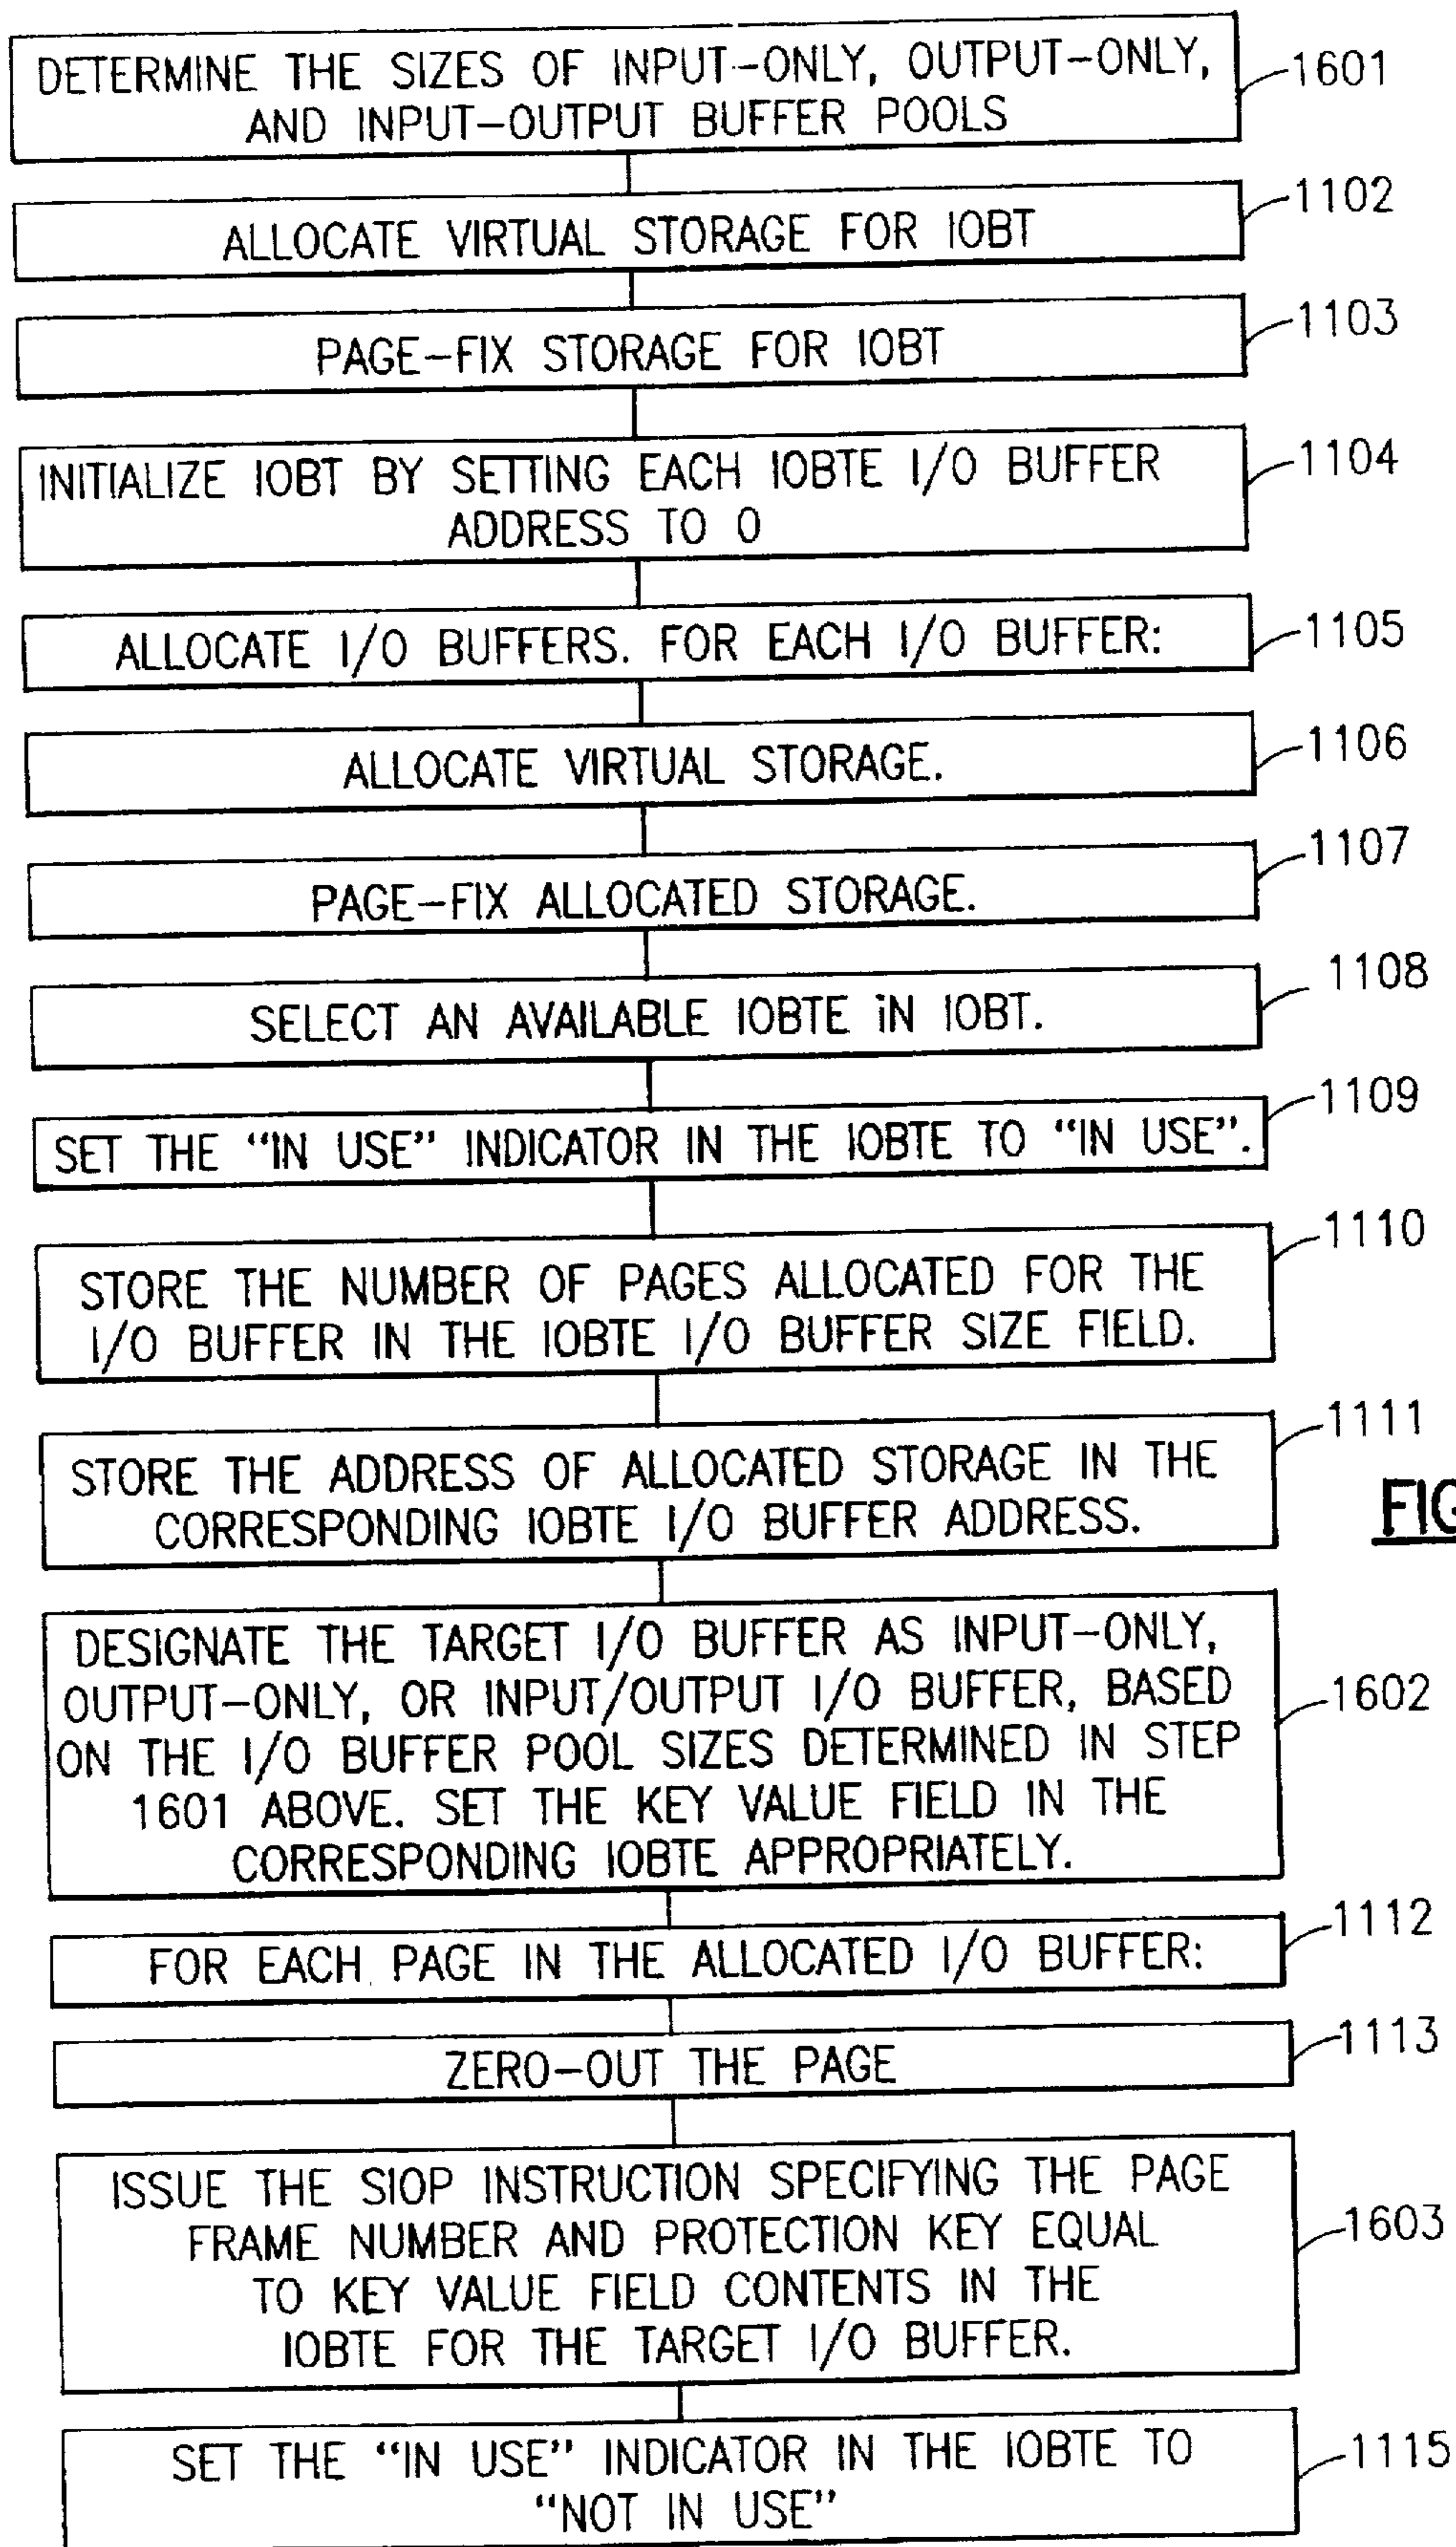 DETERMINE THE SIZES OF INPUT-ONLY, OUTPUT-ONLY,
AND INPUT-OUTPUT BUFFER POOLS
1601
ALLOCATE VIRTUAL STORAGE FOR IOBT
1102
PAGE-FIX STORAGE FOR IOBT
1103
INITIALIZE IOBT BY SETTING EACH IOBTE I/O BUFFER
ADDRESS TO 0
1104
ALLOCATE I/O BUFFERS. FOR EACH I/O BUFFER:
1105
ALLOCATE VIRTUAL STORAGE.
1106
PAGE-FIX ALLOCATED STORAGE.
1107
SELECT AN AVAILABLE IOBTE iN IOBT.
1108
SET THE "IN USE" INDICATOR IN THE IOBTE TO "IN USE".
1109
STORE THE NUMBER OF PAGES ALLOCATED FOR THE
I/O BUFFER IN THE IOBTE I/O BUFFER SIZE FIELD.
1110
STORE THE ADDRESS OF ALLOCATED STORAGE IN THE
CORRESPONDING IOBTE I/O BUFFER ADDRESS.
1111
FIG
DESIGNATE THE TARGET I/O BUFFER AS INPUT-ONLY,
OUTPUT-ONLY, OR INPUT/OUTPUT I/O BUFFER, BASED
ON THE I/O BUFFER POOL SIZES DETERMINED IN STEP
1601 ABOVE. SET THE KEY VALUE FIELD IN THE
CORRESPONDING IOBTE APPROPRIATELY.
1602
FOR EACH PAGE IN THE ALLOCATED I/O BUFFER:
1112
ZERO-OUT THE PAGE
1113
ISSUE THE SIOP INSTRUCTION SPECIFYING THE PAGE
FRAME NUMBER AND PROTECTION KEY EQUAL
TO KEY VALUE FIELD CONTENTS IN THE
IOBTE FOR THE TARGET I/O BUFFER.
1603
SET THE "IN USE" INDICATOR IN THE IOBTE TO
"NOT IN USE"
1115